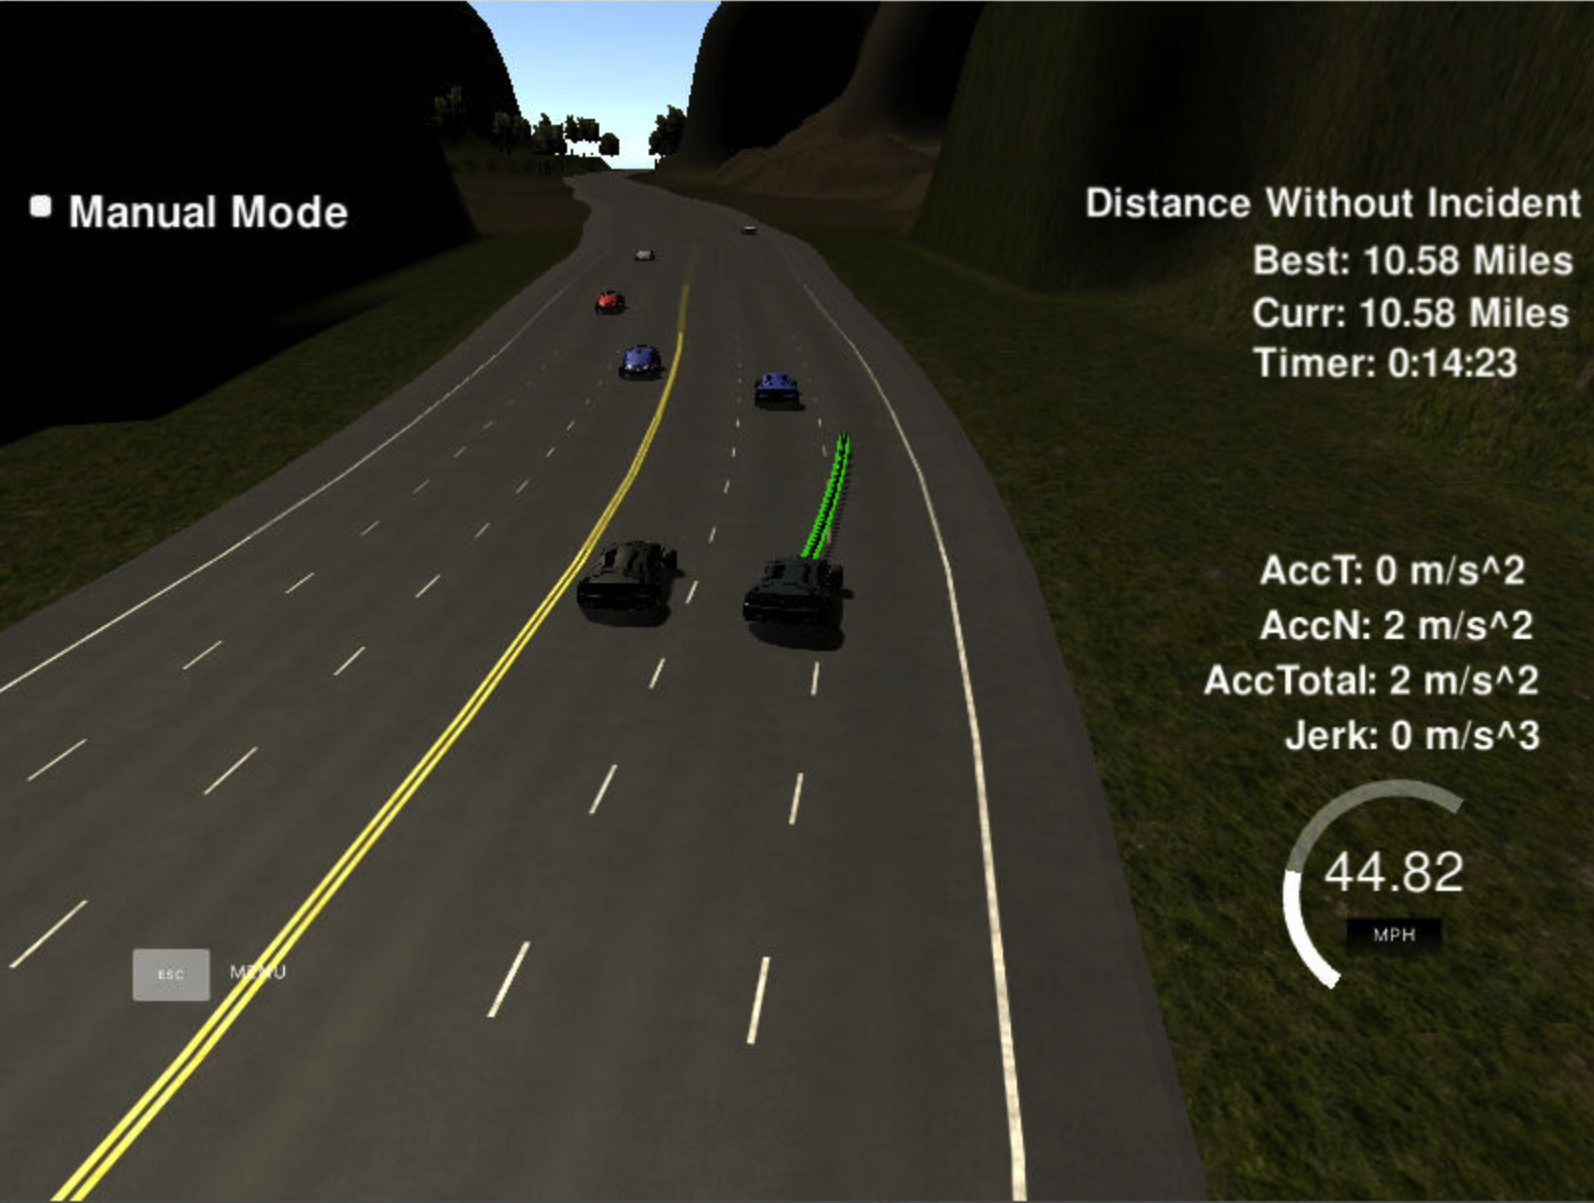 Manual Mode
Distance Without Incident
Best: 10.58 Miles
Curr: 10.58 Miles
Timer: 0:14:23
AccT: 0 m/s^2
AccN: 2 m/s^2
AccTotal: 2 m/s^2
Jerk: 0 m/s^3
44.82
MPH
ESC MENU